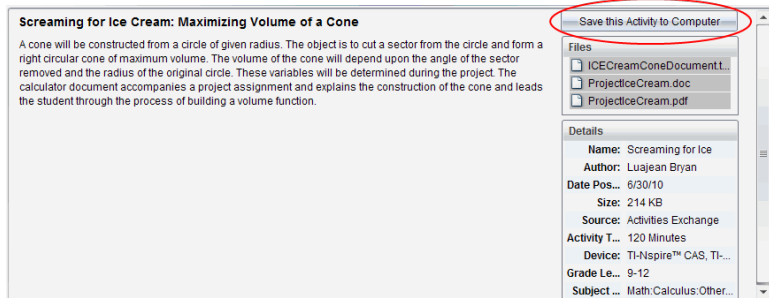 Screaming for Ice Cream: Maximizing Volume of a Cone
A cone will be constructed from a circle of given radius. The object is to cut a sector from the circle and form a
right circular cone of maximum volume. The volume of the cone will depend upon the angle of the sector
removed and the radius of the original circle. These variables will be determined during the project. The
calculator document accompanies a project assignment and explains the construction of the cone and leads
the student through the process of building a volume function.
Save this Activity to Computer
Files
ICECreamConeDocument.t...
ProjectIceCream.doc
ProjectIceCream.pdf
Details
Name: Screaming for Ice
Author: Luajean Bryan
Date Pos... 6/30/10
Size: 214 KB
Source: Activities Exchange
Activity T... 120 Minutes
Device: TI-Nspire™ CAS, TI-...
Grade Le... 9-12
Subject ... Math:Calculus:Other...